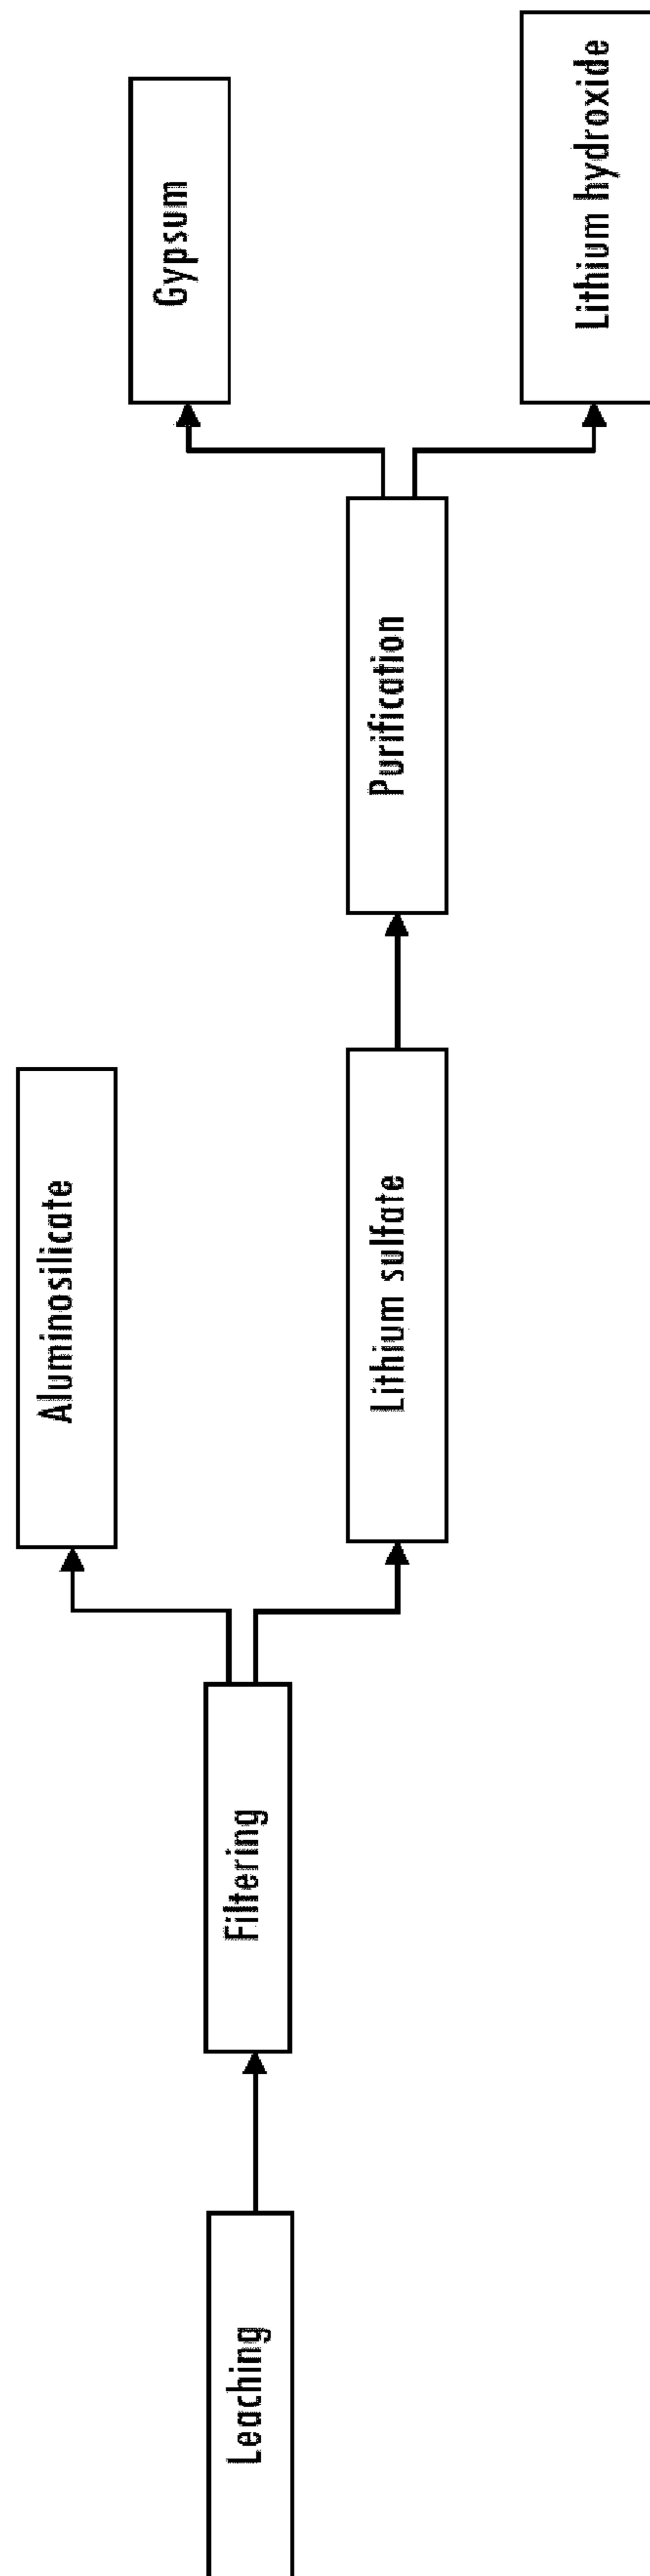 Leaching
Filtering
Aluminosilicate
Lithium sulfate
Purification
Gypsum
Lithium hydroxide